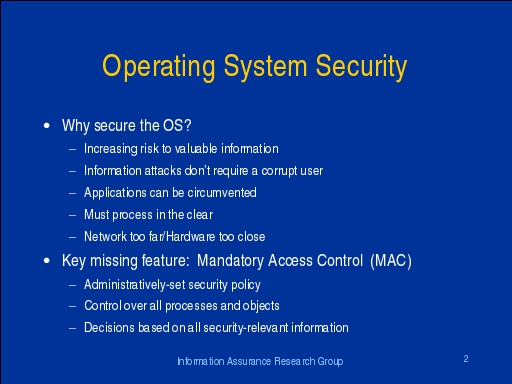 Operating System Security
• Why secure the OS?
– Increasing risk to valuable information
– Information attacks don't require a corrupt user
– Applications can be circumvented
– Must process in the clear
– Network too far/Hardware too close
• Key missing feature: Mandatory Access Control (MAC)
– Administratively-set security policy
– Control over all processes and objects
– Decisions based on all security-relevant information
Information Assurance Research Group
2